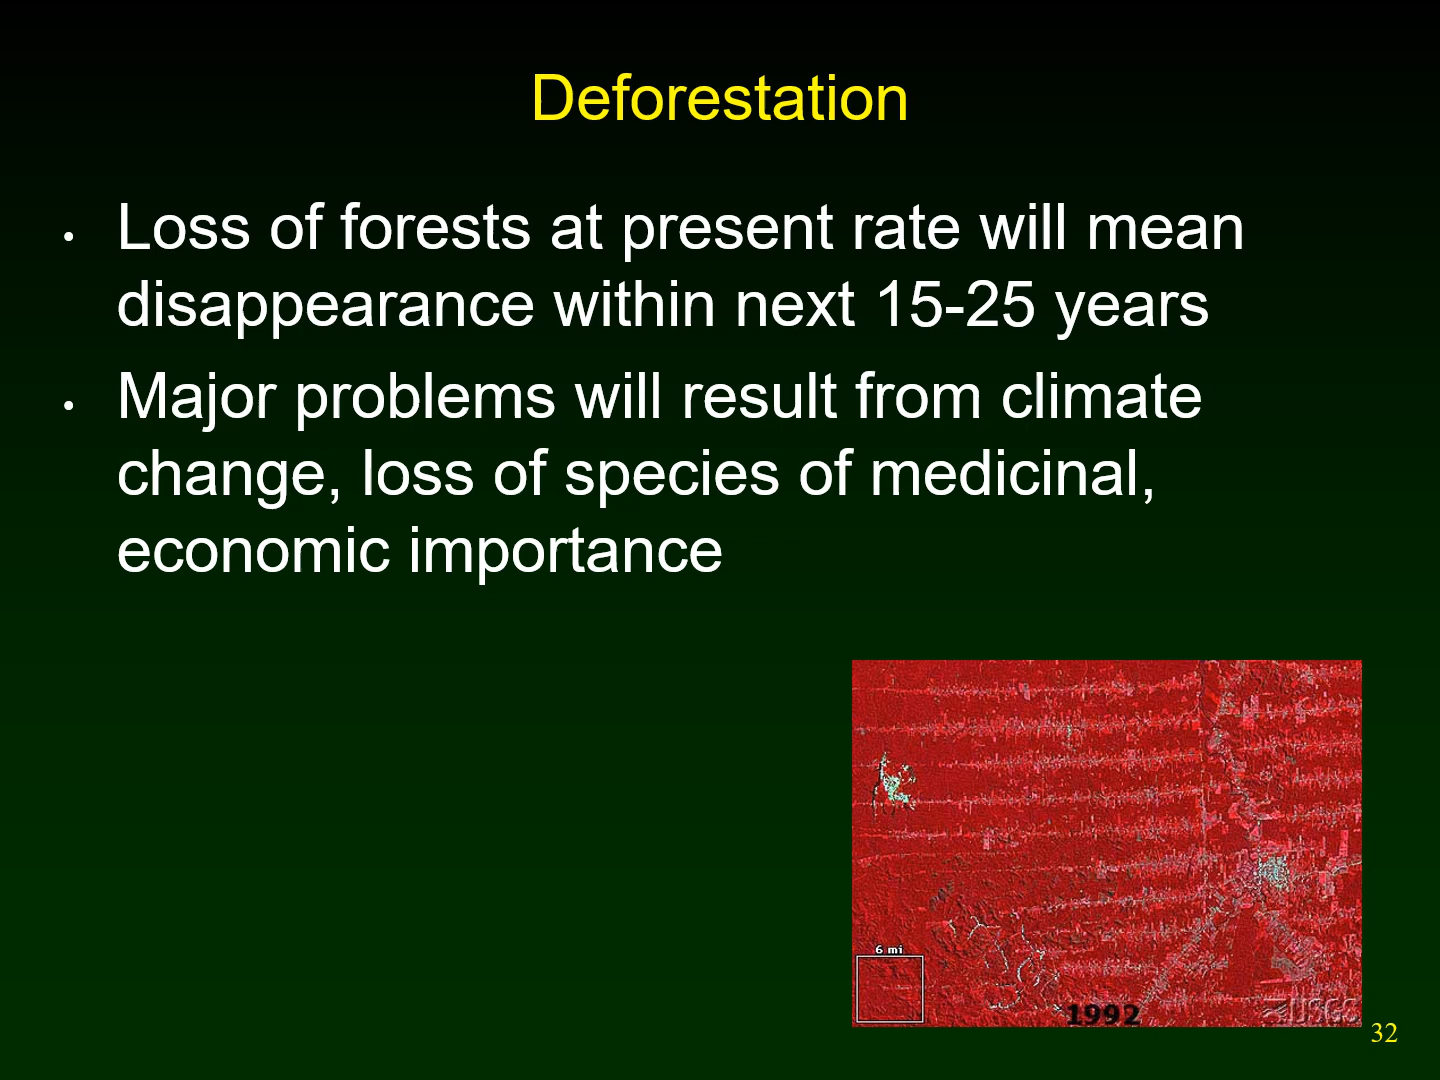 Deforestation
• Loss of forests at present rate will mean
disappearance within next 15-25 years
• Major problems will result from climate
change, loss of species of medicinal,
economic importance
6 mi
1992
USGS
32